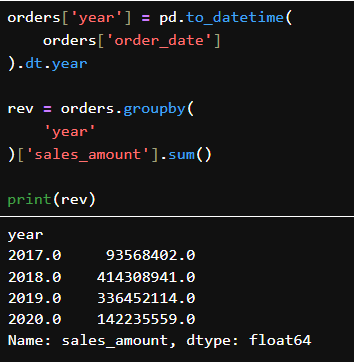 orders['year'] = pd.to_datetime(
    orders['order_date']
).dt.year
rev = orders.groupby(
    'year'
)['sales_amount'].sum()
print(rev)
year
2017.0     93568402.0
2018.0    414308941.0
2019.0    336452114.0
2020.0    142235559.0
Name: sales_amount, dtype: float64